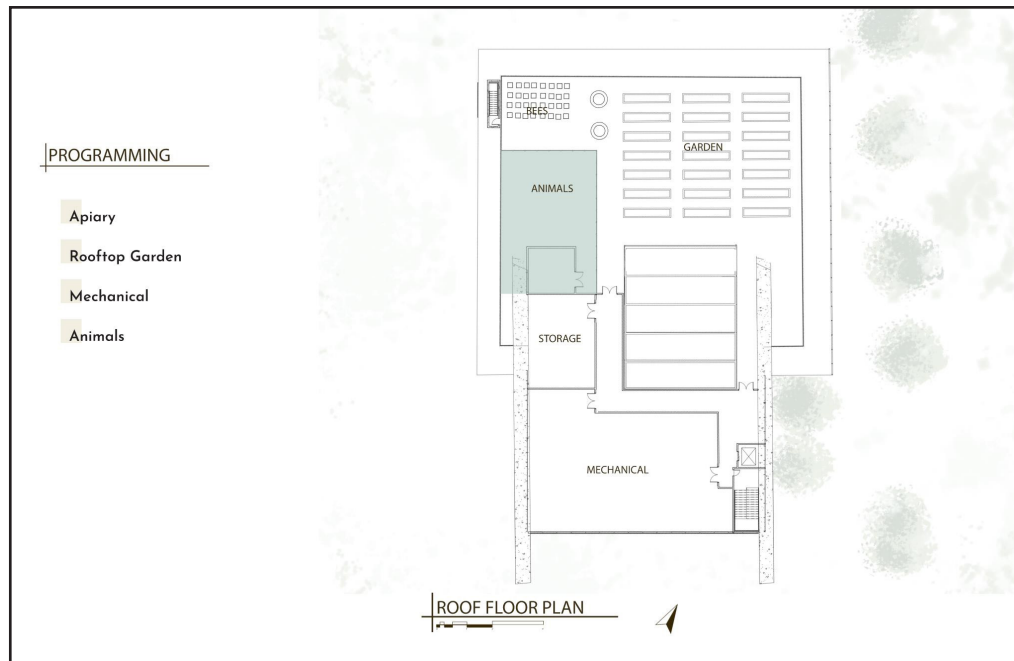 PROGRAMMING
Apiary
Rooftop Garden
Mechanical
Animals
BEES
GARDEN
ANIMALS
STORAGE
MECHANICAL
ROOF FLOOR PLAN